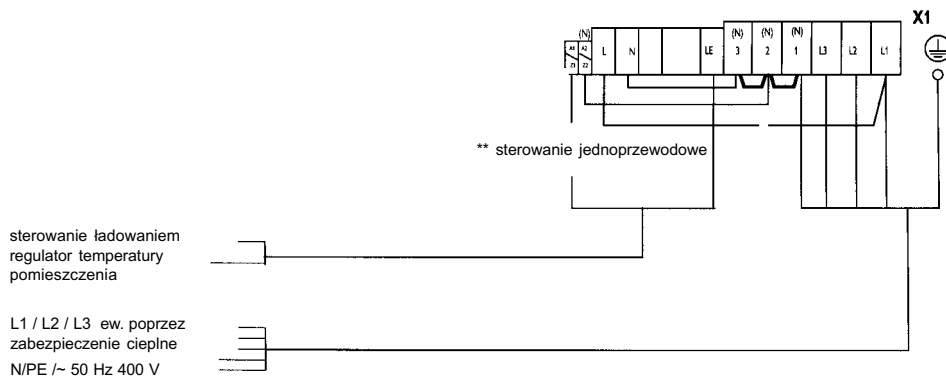 X1
(N) (N) (N) (N)
A1 A2 L N LE 3 2 1 L3 L2 L1
Z1 Z2
** sterowanie jednoprzewodowe
sterowanie ładowaniem
regulator temperatury
pomieszczenia
L1 / L2 / L3 ew. poprzez
zabezpieczenie cieplne
N/PE /~ 50 Hz 400 V